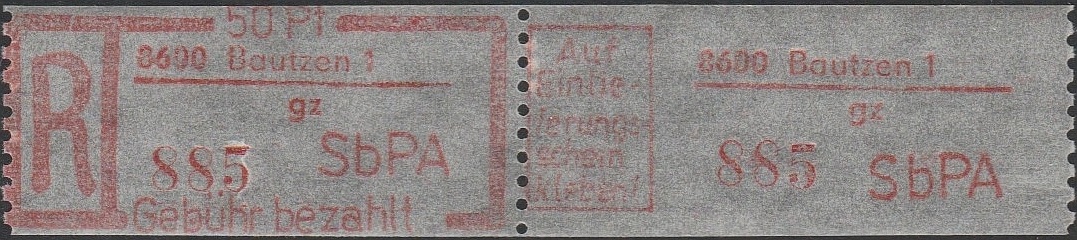 50 Pf
R
8600 Bautzen 1
gz
885 SbPA
Gebühr bezahlt
Auf
Einlie-
ferungs-
schein
kleben!
8600 Bautzen 1
gz
885 SbPA